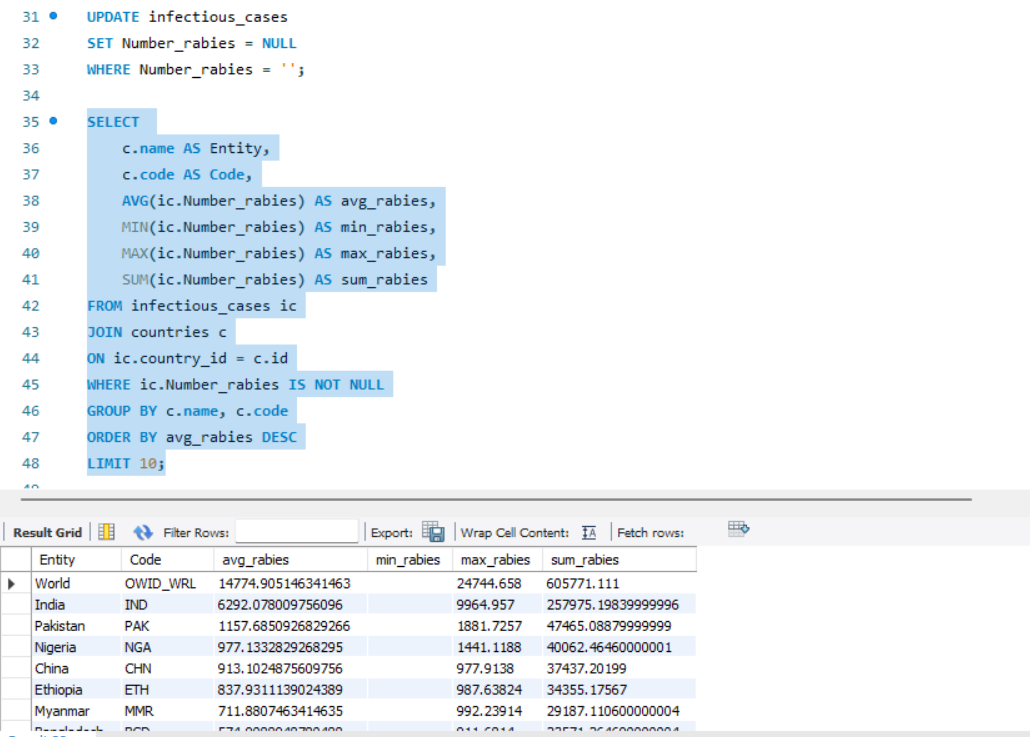 31 UPDATE infectious_cases
32 SET Number_rabies = NULL
33 WHERE Number_rabies = '';
34
35 SELECT
36 c.name AS Entity,
37 c.code AS Code,
38 AVG(ic.Number_rabies) AS avg_rabies,
39 MIN(ic.Number_rabies) AS min_rabies,
40 MAX(ic.Number_rabies) AS max_rabies,
41 SUM(ic.Number_rabies) AS sum_rabies
42 FROM infectious_cases ic
43 JOIN countries c
44 ON ic.country_id = c.id
45 WHERE ic.Number_rabies IS NOT NULL
46 GROUP BY c.name, c.code
47 ORDER BY avg_rabies DESC
48 LIMIT 10;
Result Grid Filter Rows: Export: Wrap Cell Content: IA Fetch rows:
Entity Code avg_rabies min_rabies max_rabies sum_rabies
World OWID_WRL 14774.905146341463 24744.658 605771.111
India IND 6292.078009756096 9964.957 257975.19839999996
Pakistan PAK 1157.6850926829266 1881.7257 47465.08879999999
Nigeria NGA 977.1332829268295 1441.1188 40062.46460000001
China CHN 913.1024875609756 977.9138 37437.20199
Ethiopia ETH 837.9311139024389 987.63824 34355.17567
Myanmar MMR 711.8807463414635 992.23914 29187.110600000004
Bangladesh BGD